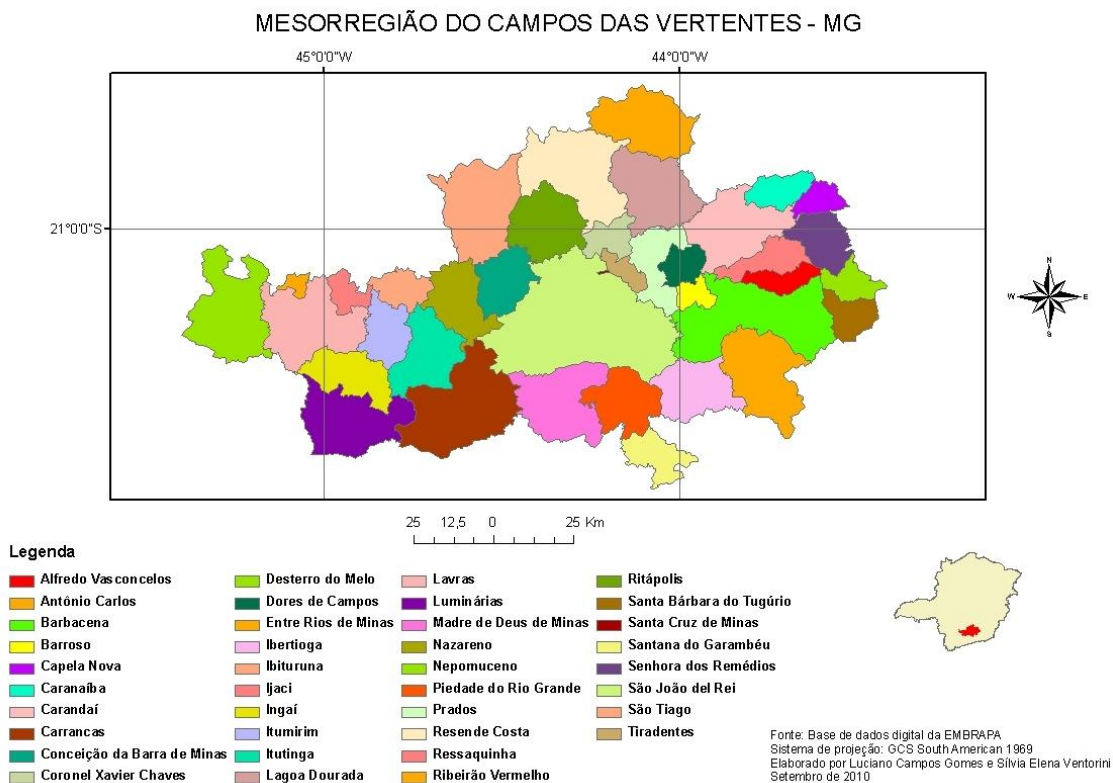 MESORREGIÃO DO CAMPOS DAS VERTENTES - MG
45°0'0"W
44°0'0"W
21°0'0"S
N
W
E
S
25 12,5 0 25 Km
Legenda
Alfredo Vasconcelos
Antônio Carlos
Barbacena
Barroso
Capela Nova
Caranaíba
Carandaí
Carrancas
Conceição da Barra de Minas
Coronel Xavier Chaves
Desterro do Melo
Dores de Campos
Entre Rios de Minas
Ibertioga
Ibituruna
Ijaci
Ingaí
Itumirim
Itutinga
Lagoa Dourada
Lavras
Luminárias
Madre de Deus de Minas
Nazareno
Nepomuceno
Piedade do Rio Grande
Prados
Resende Costa
Ressaquinha
Ribeirão Vermelho
Ritápolis
Santa Bárbara do Tugúrio
Santa Cruz de Minas
Santana do Garambéu
Senhora dos Remédios
São João del Rei
São Tiago
Tiradentes
Fonte: Base de dados digital da EMBRAPA
Sistema de projeção: GCS South American 1969
Elaborado por Luciano Campos Gomes e Sílvia Elena Ventorini
Setembro de 2010